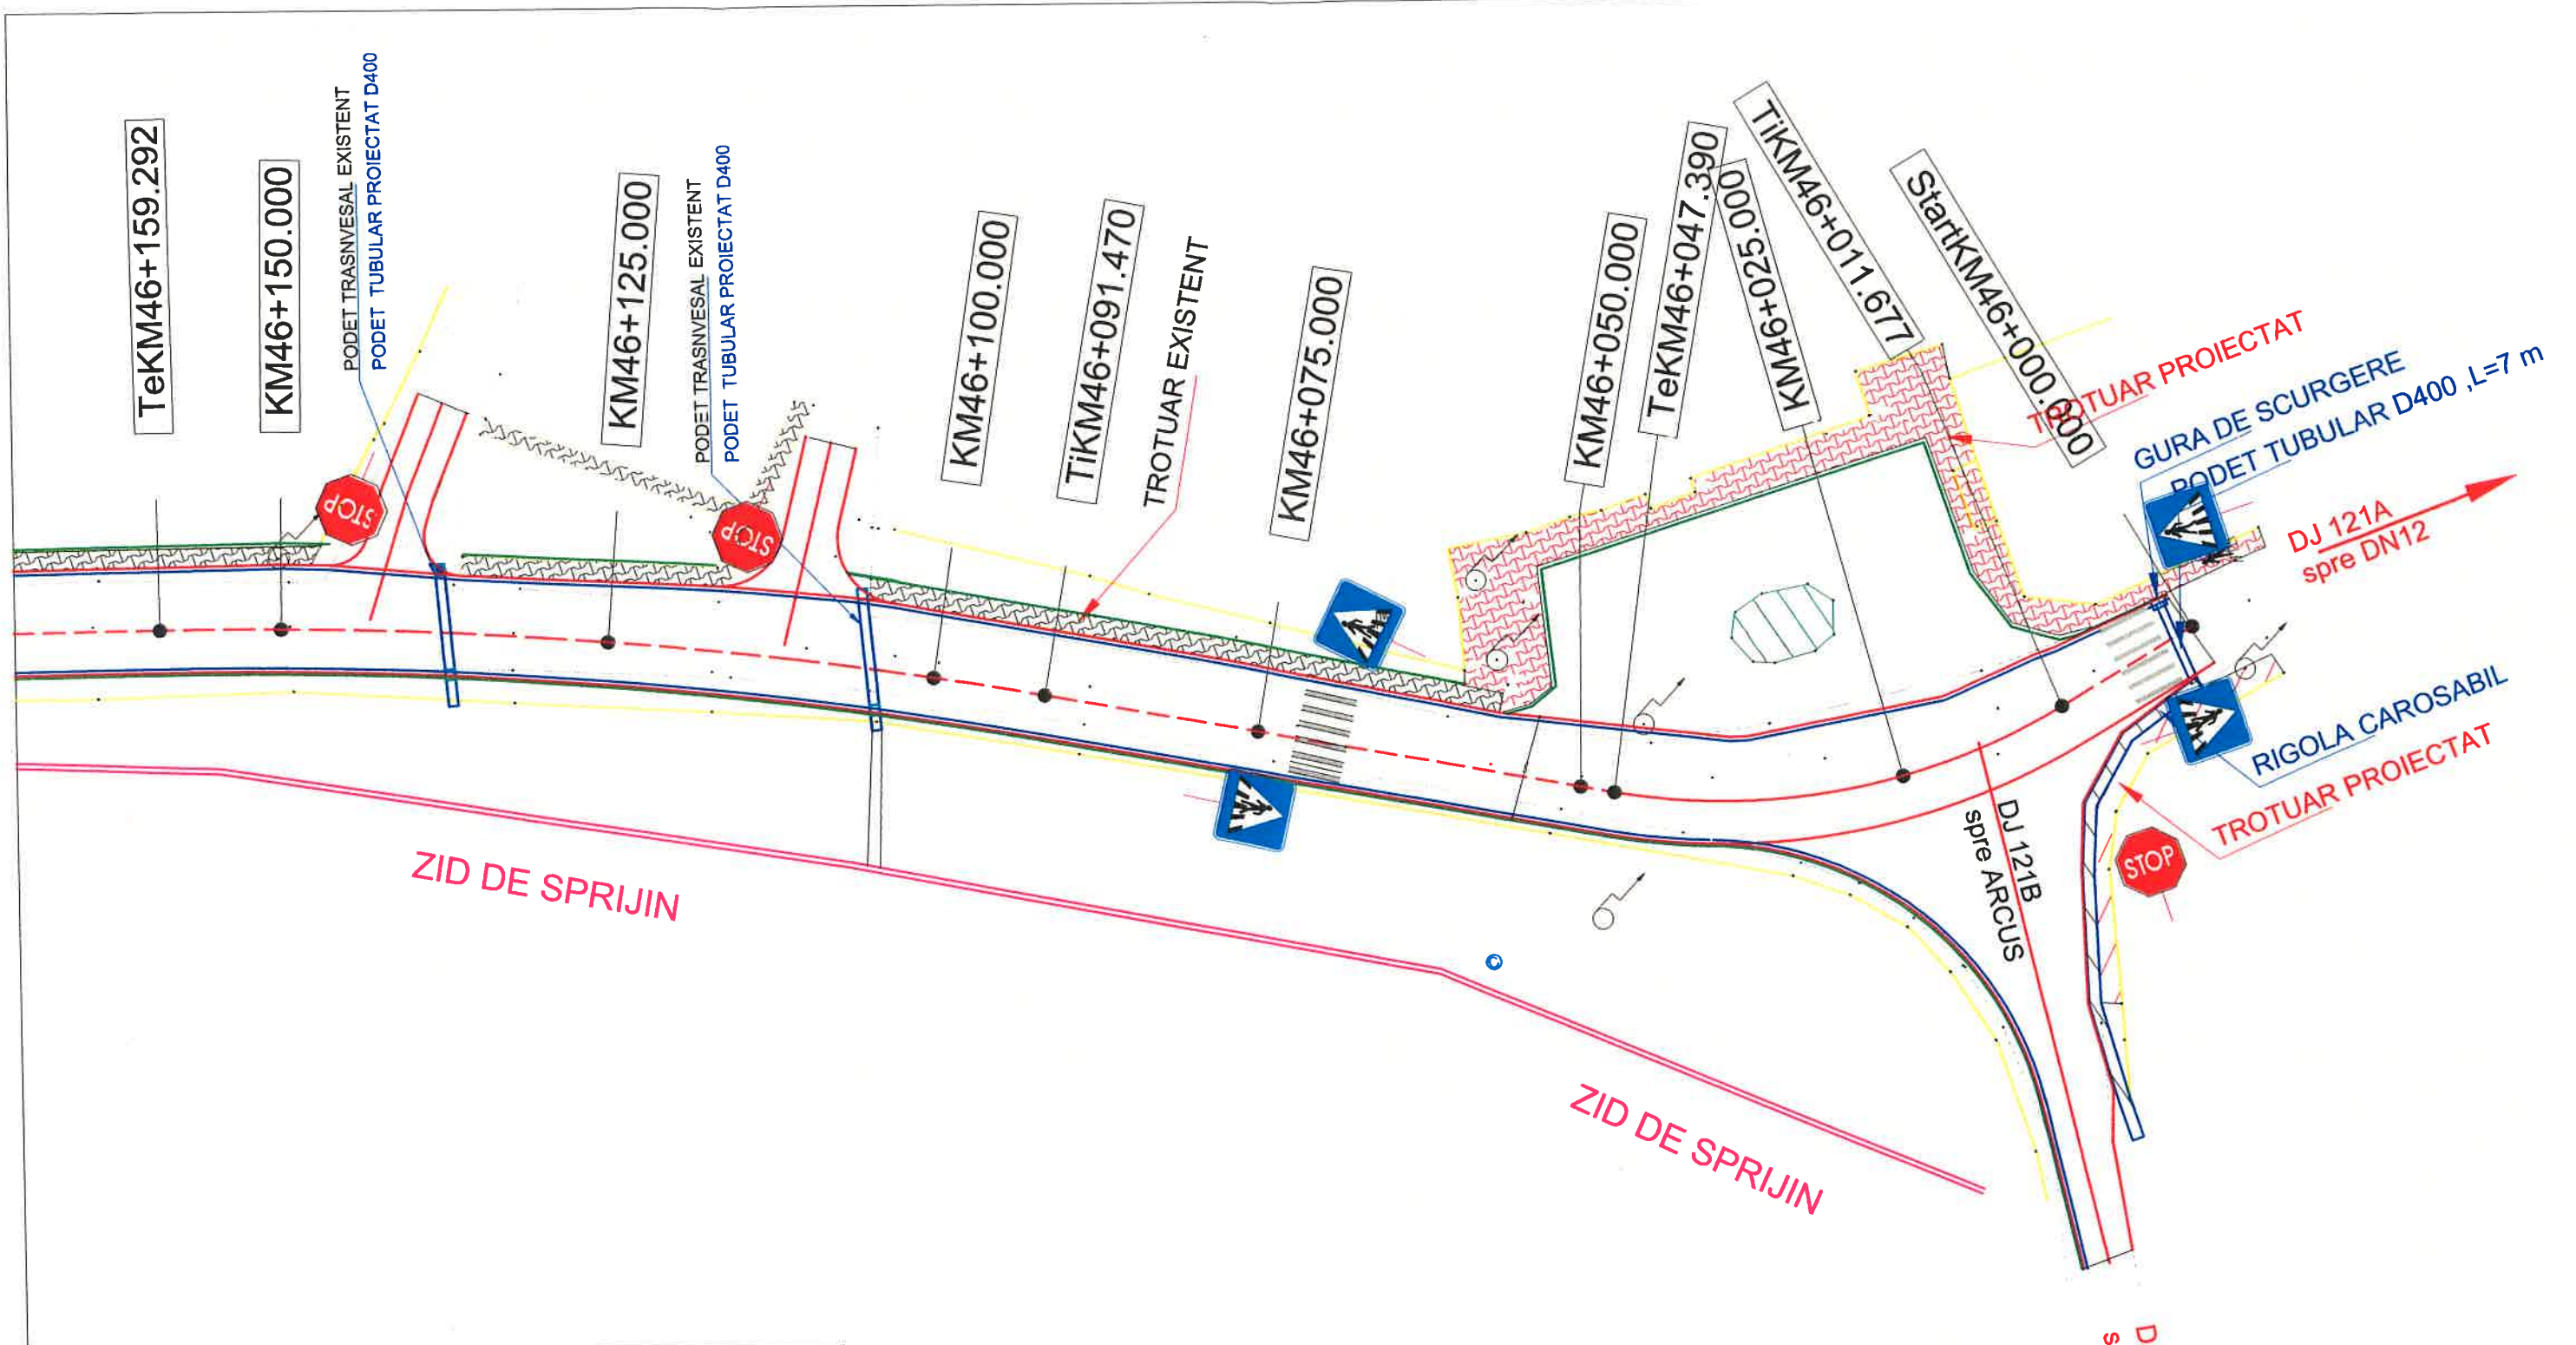 TeKM46+159.292
KM46+150.000
PODET TRASNVESAL EXISTENT
PODET TUBULAR PROIECTAT D400
KM46+125.000
PODET TRASNVESAL EXISTENT
PODET TUBULAR PROIECTAT D400
KM46+100.000
TiKM46+091.470
TROTUAR EXISTENT
KM46+075.000
KM46+050.000
TeKM46+047.390
KM46+025.000
TiKM46+011.677
StartKM46+000.000
TROTUAR PROIECTAT
GURA DE SCURGERE
PODET TUBULAR D400 ,L=7 m
DJ 121A
spre DN12
STOP
STOP
RIGOLA CAROSABIL
TROTUAR PROIECTAT
STOP
DJ 121B
spre ARCUS
ZID DE SPRIJIN
ZID DE SPRIJIN
D
s